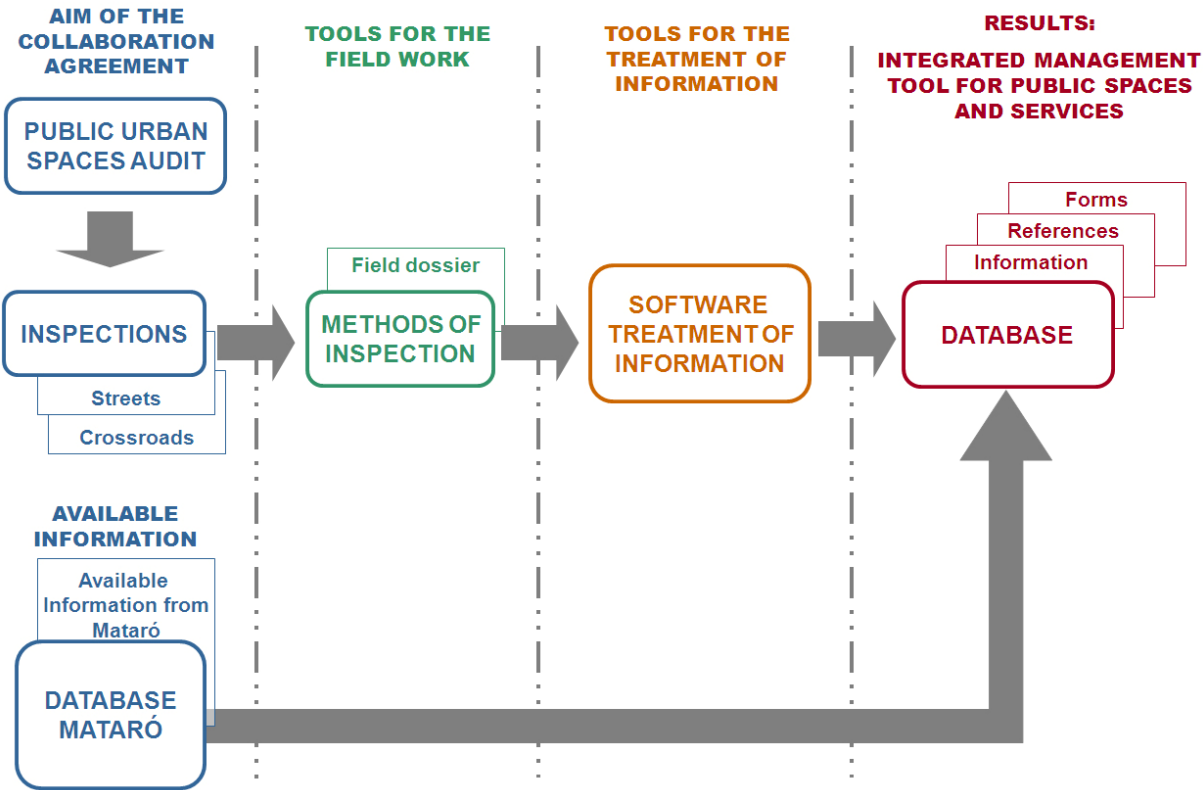 AIM OF THE
COLLABORATION
AGREEMENT
PUBLIC URBAN
SPACES AUDIT
INSPECTIONS
Streets
Crossroads
AVAILABLE
INFORMATION
Available
Information from
Mataró
DATABASE
MATARÓ
TOOLS FOR THE
FIELD WORK
Field dossier
METHODS OF
INSPECTION
TOOLS FOR THE
TREATMENT OF
INFORMATION
SOFTWARE
TREATMENT OF
INFORMATION
RESULTS:
INTEGRATED MANAGEMENT
TOOL FOR PUBLIC SPACES
AND SERVICES
Forms
References
Information
DATABASE